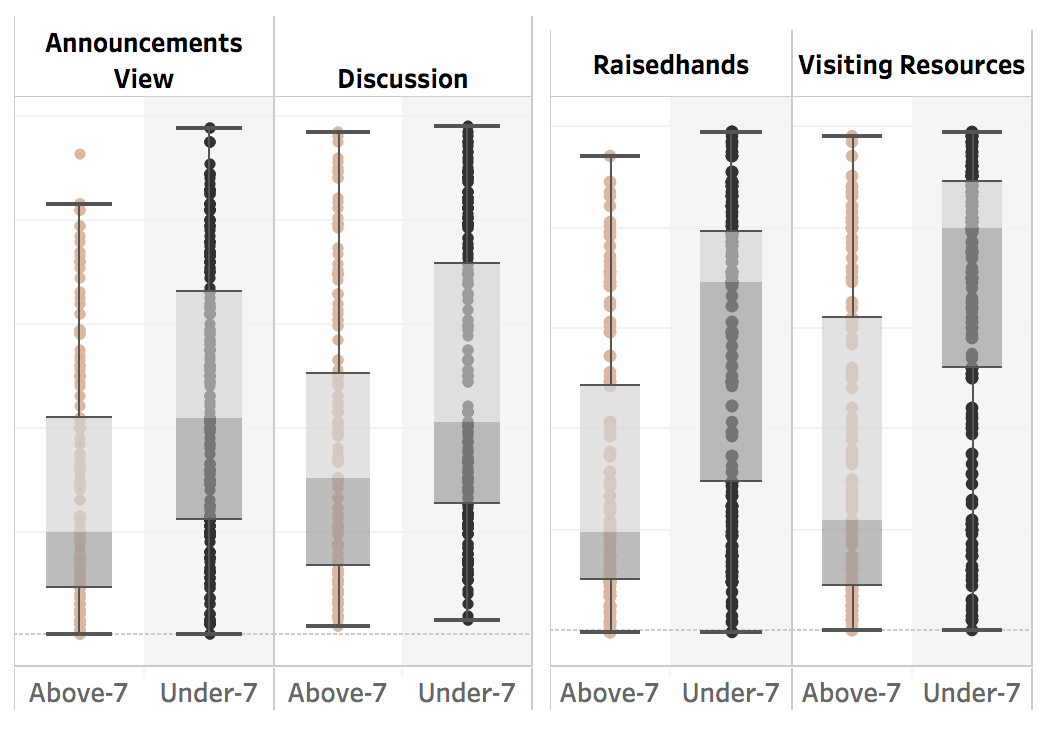 Announcements
View
Discussion
Raisedhands
Visiting Resources
Above-7
Under-7
Above-7
Under-7
Above-7
Under-7
Above-7
Under-7